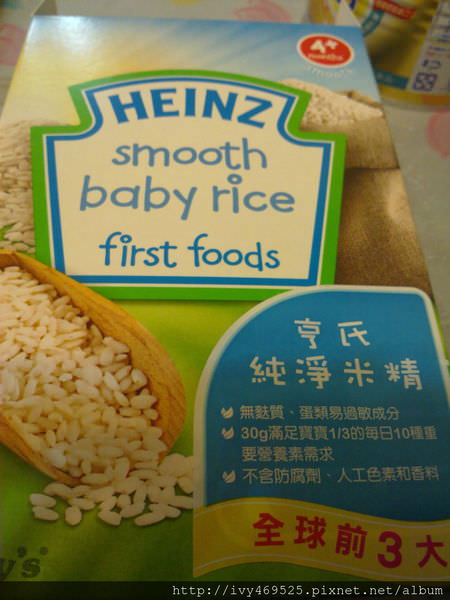 4+
months
HEINZ
smooth
baby rice
first foods
亨氏
純淨米精
無麩質、蛋類易過敏成分
30g滿足寶寶1/3的每日10種重
要營養素需求
不含防腐劑、人工色素和香料
全球前3大
y's®
http://ivy469525.pixnet.net/album